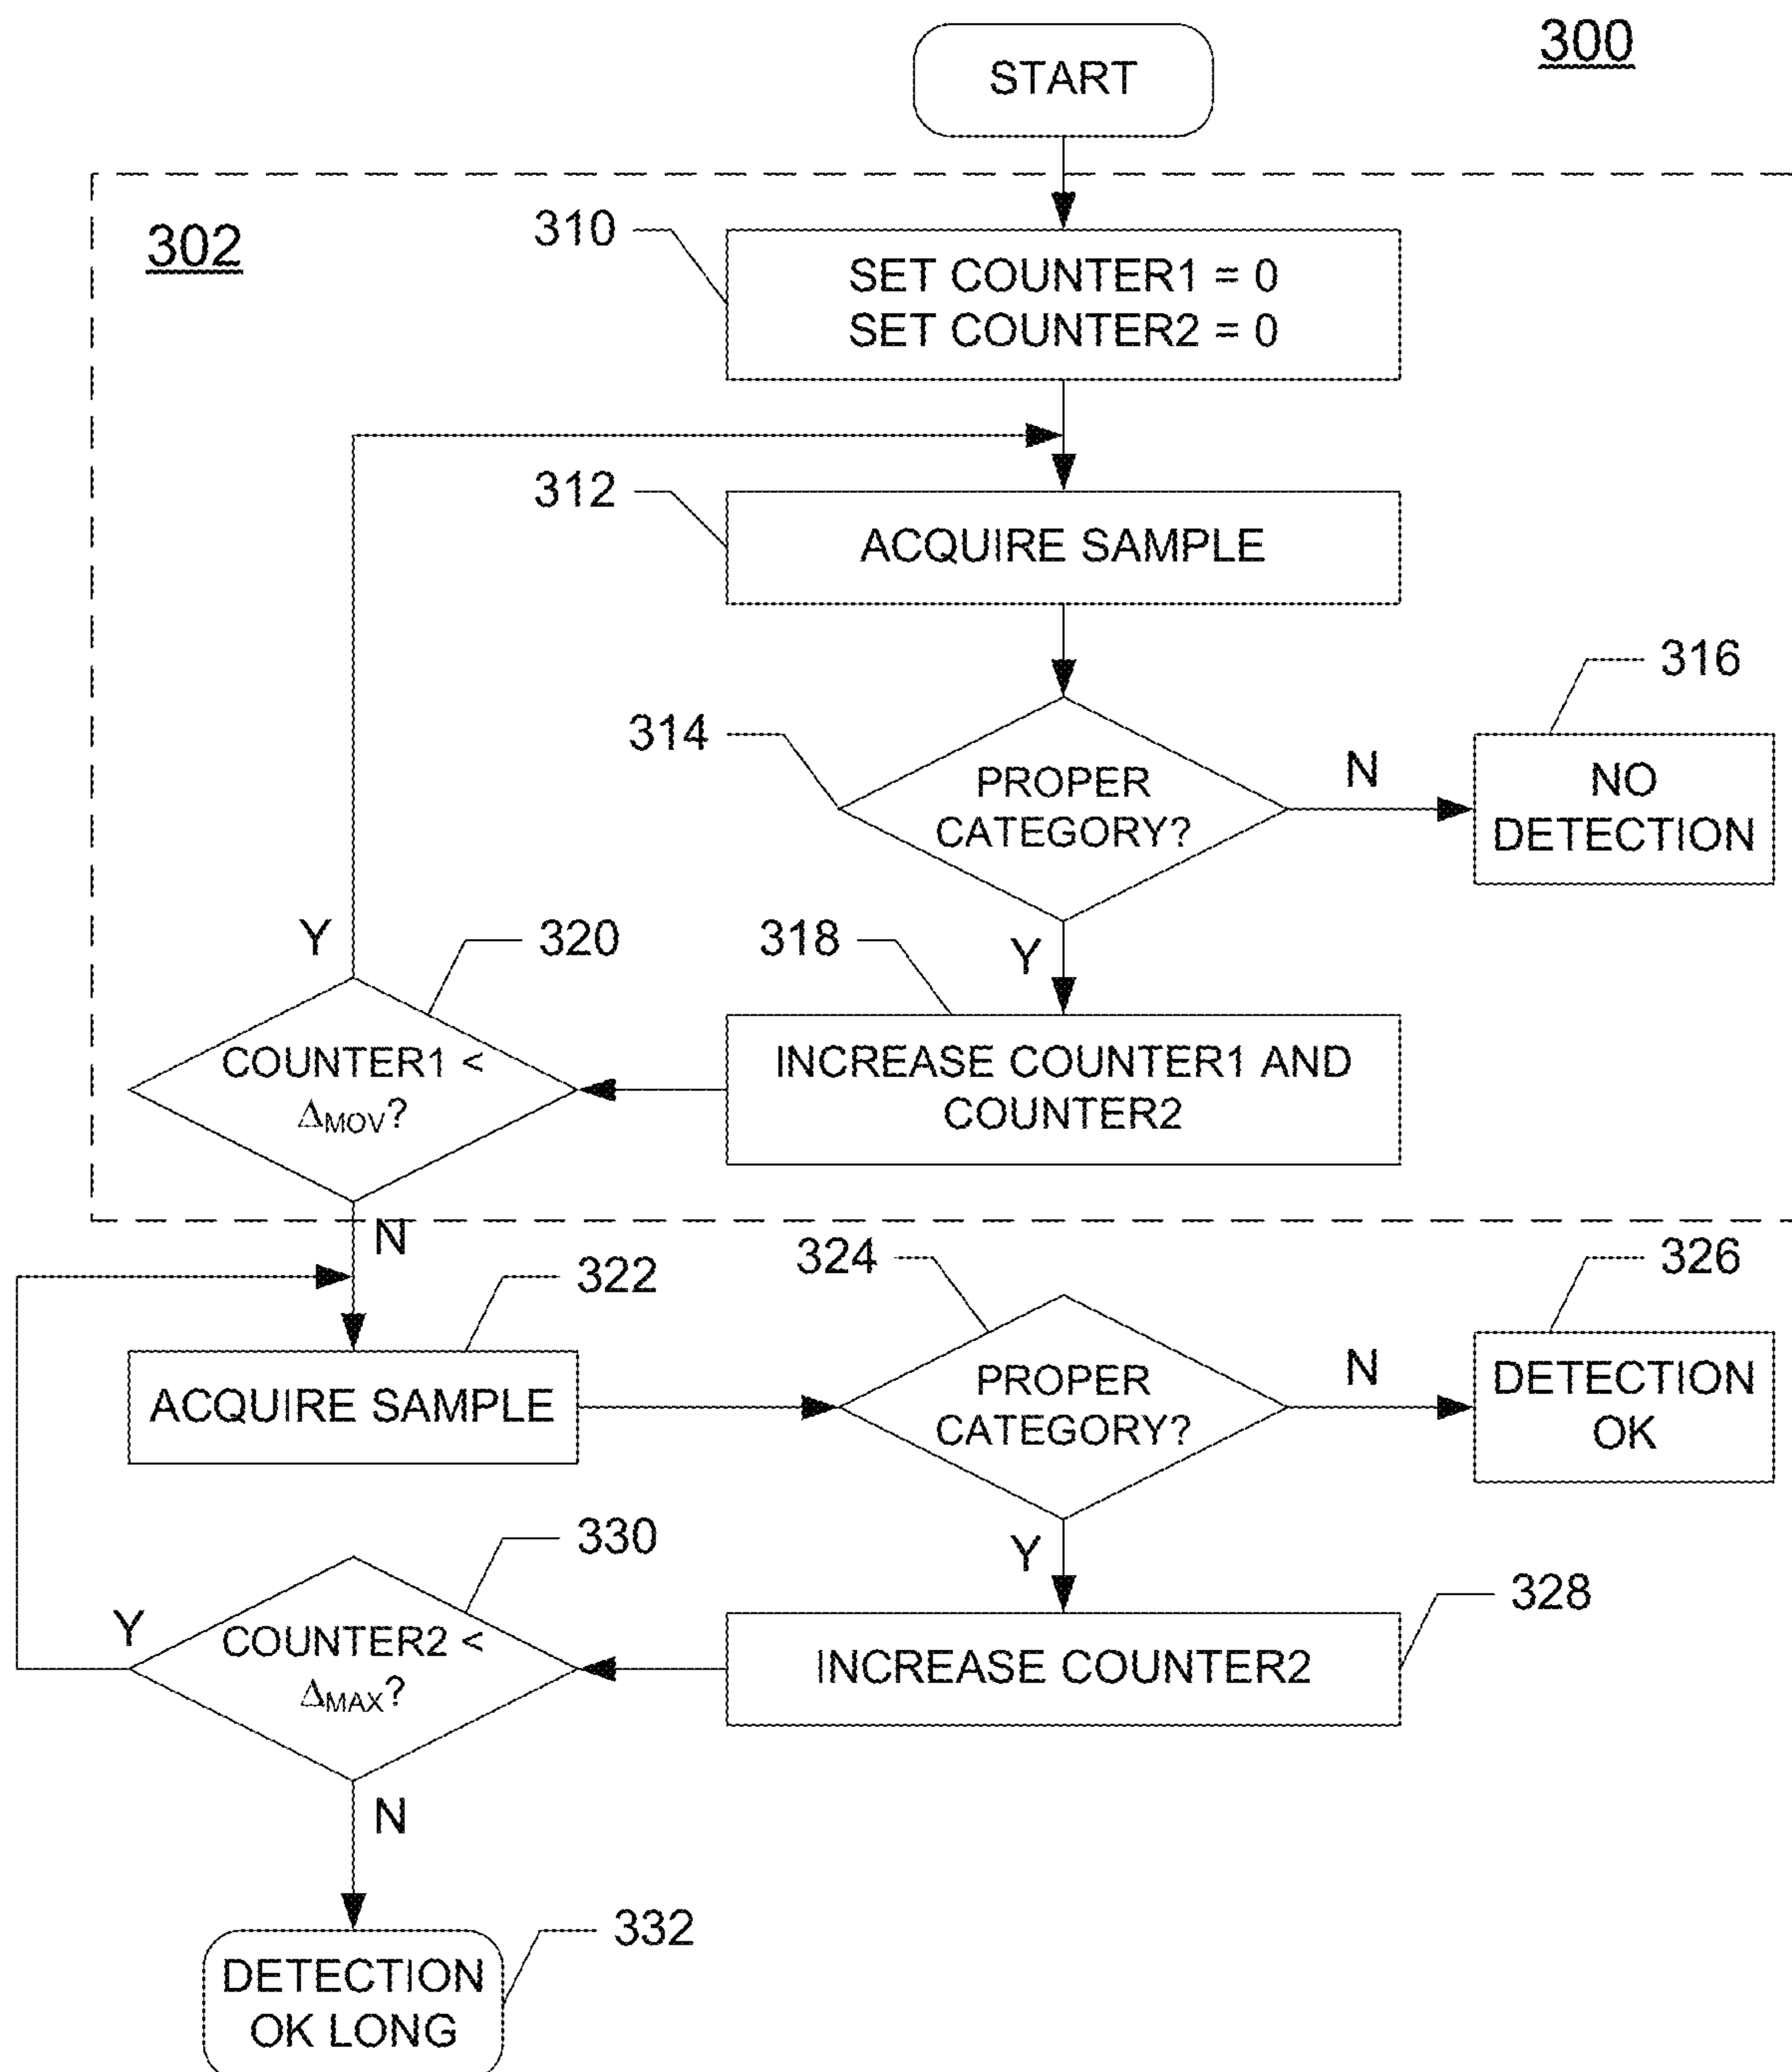 300
START
302
310
SET COUNTER1 = 0
SET COUNTER2 = 0
312
ACQUIRE SAMPLE
314
PROPER
CATEGORY?
N
316
NO
DETECTION
Y
318
INCREASE COUNTER1 AND
COUNTER2
Y
320
COUNTER1 <
ΔMOV?
N
322
ACQUIRE SAMPLE
324
PROPER
CATEGORY?
N
326
DETECTION
OK
Y
328
INCREASE COUNTER2
330
Y
COUNTER2 <
ΔMAX?
N
332
DETECTION
OK LONG